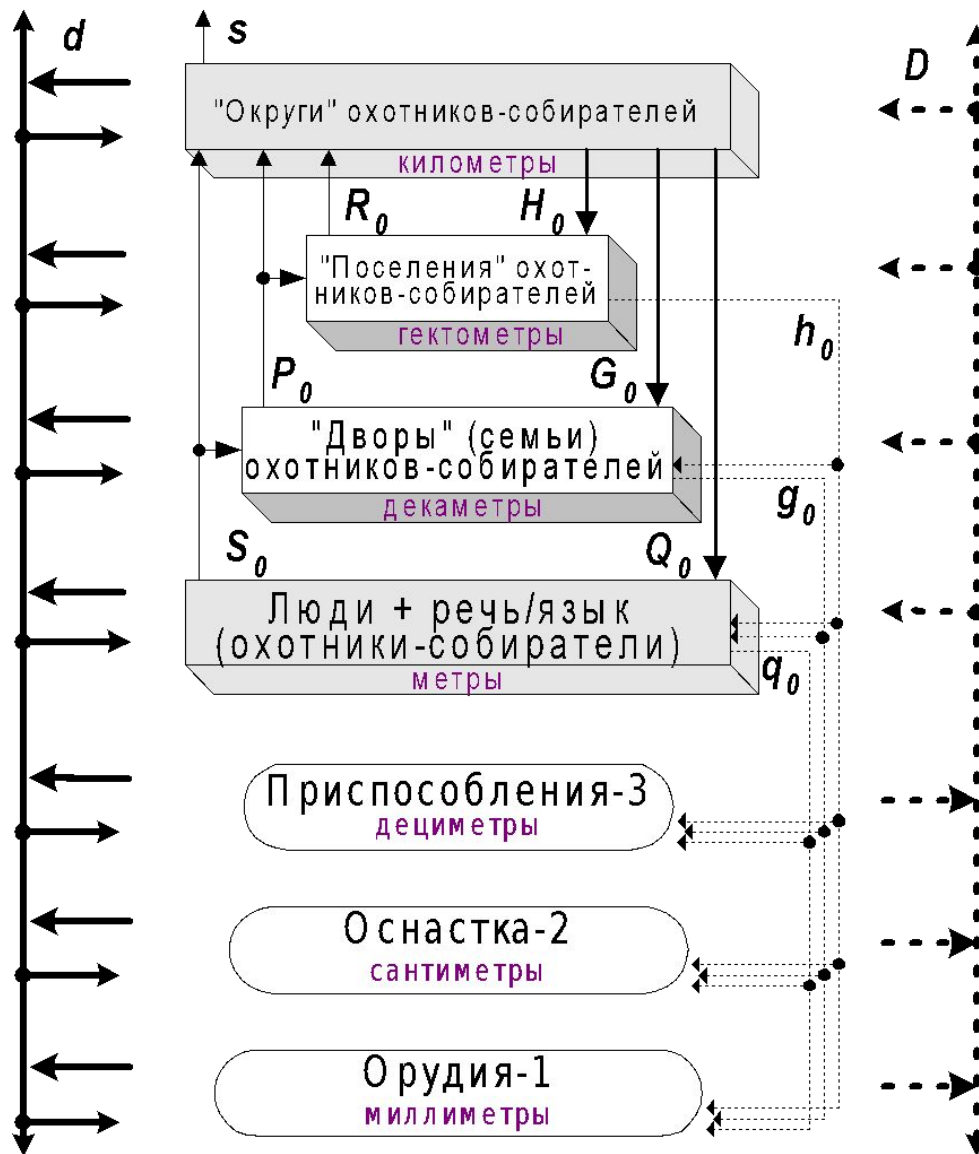 d
s
D
"Округи" охотников-собирателей
километры
R0
H0
"Поселения" охот-
ников-собирателей
гектометры
h0
P0
G0
"Дворы" (семьи)
охотников-собирателей
декаметры
g0
S0
Q0
Люди + речь/язык
(охотники-собиратели)
метры
q0
Приспособления-3
дециметры
Оснастка-2
сантиметры
Орудия-1
миллиметры